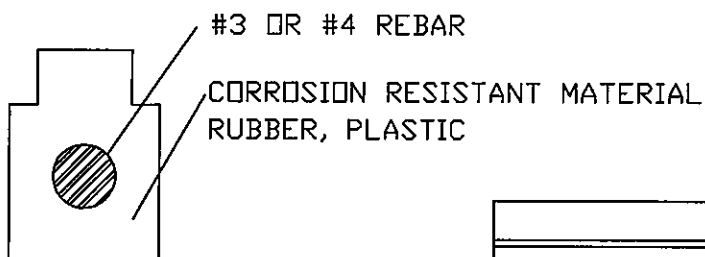 #3 OR #4 REBAR
CORROSION RESISTANT MATERIAL
RUBBER, PLASTIC